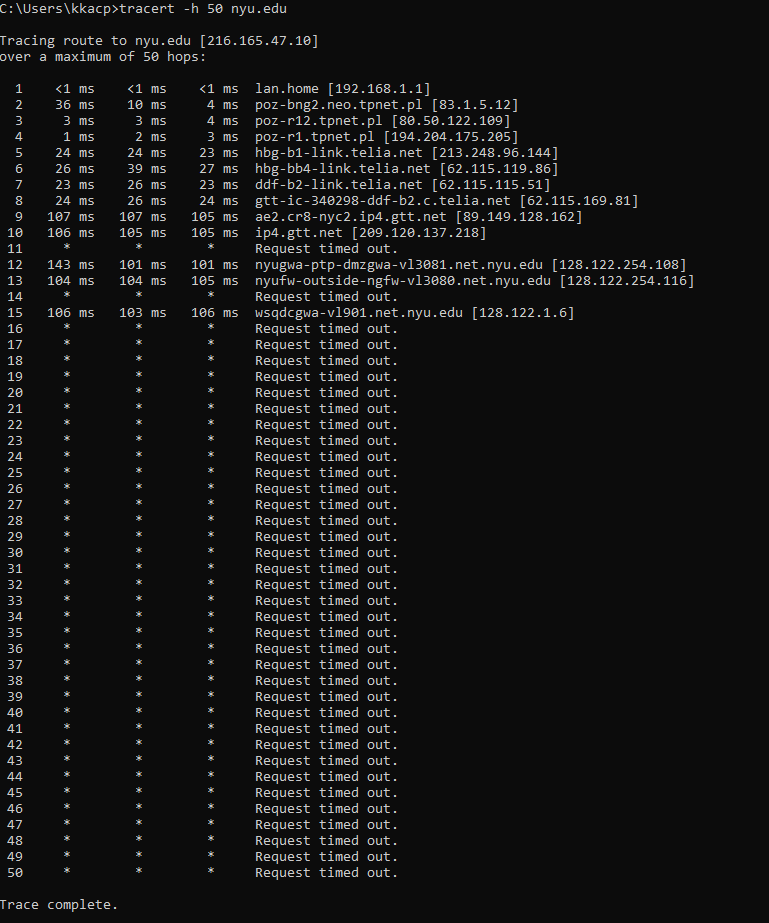 C:\Users\kkacp>tracert -h 50 nyu.edu
Tracing route to nyu.edu [216.165.47.10]
over a maximum of 50 hops:
1 <1 ms <1 ms <1 ms lan.home [192.168.1.1]
2 36 ms 10 ms 4 ms poz-bng2.neo.tpnet.pl [83.1.5.12]
3 3 ms 3 ms 4 ms poz-r12.tpnet.pl [80.50.122.109]
4 1 ms 2 ms 3 ms poz-r1.tpnet.pl [194.204.175.205]
5 24 ms 24 ms 23 ms hbg-b1-link.telia.net [213.248.96.144]
6 26 ms 39 ms 27 ms hbg-bb4-link.telia.net [62.115.119.86]
7 23 ms 26 ms 23 ms ddf-b2-link.telia.net [62.115.115.51]
8 24 ms 26 ms 24 ms gtt-ic-340298-ddf-b2.c.telia.net [62.115.169.81]
9 107 ms 107 ms 105 ms ae2.cr8-nyc2.ip4.gtt.net [89.149.128.162]
10 106 ms 105 ms 105 ms ip4.gtt.net [209.120.137.218]
11 * * * Request timed out.
12 143 ms 101 ms 101 ms nyugwa-ptp-dmzgwa-vl3081.net.nyu.edu [128.122.254.108]
13 104 ms 104 ms 105 ms nyufw-outside-ngfw-vl3080.net.nyu.edu [128.122.254.116]
14 * * * Request timed out.
15 106 ms 103 ms 106 ms wsqdcgwa-vl901.net.nyu.edu [128.122.1.6]
16 * * * Request timed out.
17 * * * Request timed out.
18 * * * Request timed out.
19 * * * Request timed out.
20 * * * Request timed out.
21 * * * Request timed out.
22 * * * Request timed out.
23 * * * Request timed out.
24 * * * Request timed out.
25 * * * Request timed out.
26 * * * Request timed out.
27 * * * Request timed out.
28 * * * Request timed out.
29 * * * Request timed out.
30 * * * Request timed out.
31 * * * Request timed out.
32 * * * Request timed out.
33 * * * Request timed out.
34 * * * Request timed out.
35 * * * Request timed out.
36 * * * Request timed out.
37 * * * Request timed out.
38 * * * Request timed out.
39 * * * Request timed out.
40 * * * Request timed out.
41 * * * Request timed out.
42 * * * Request timed out.
43 * * * Request timed out.
44 * * * Request timed out.
45 * * * Request timed out.
46 * * * Request timed out.
47 * * * Request timed out.
48 * * * Request timed out.
49 * * * Request timed out.
50 * * * Request timed out.
Trace complete.